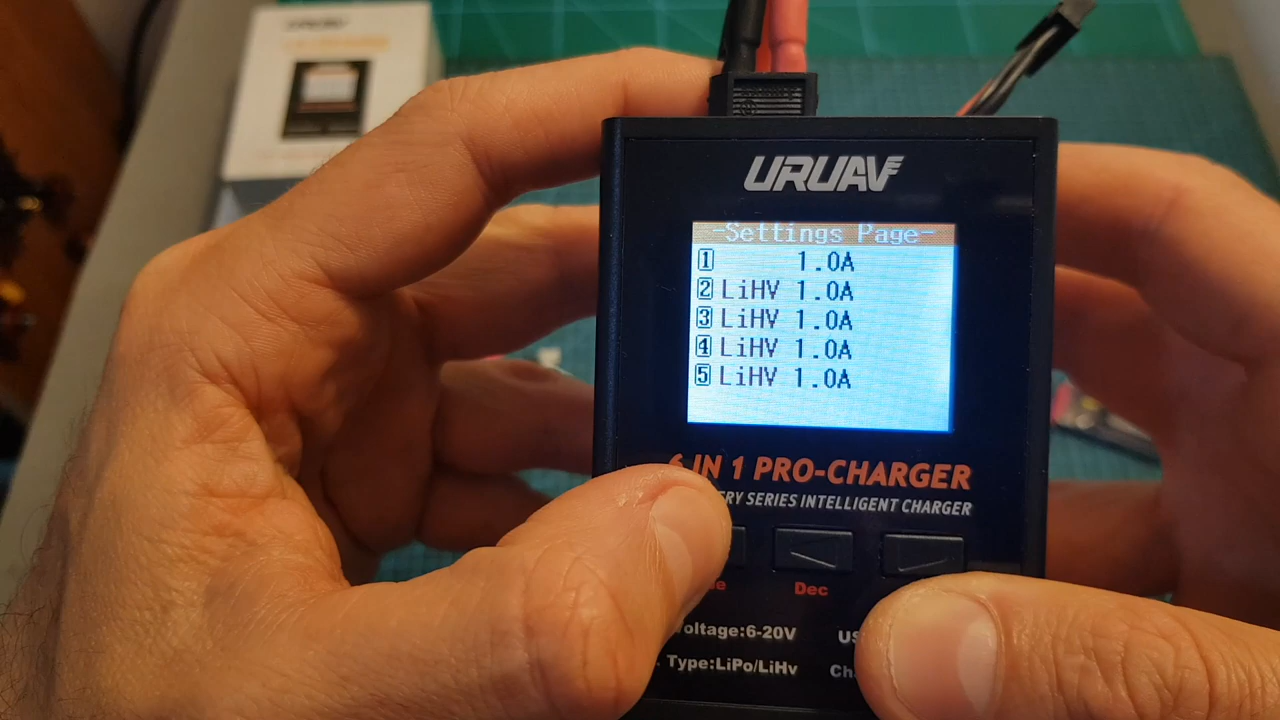 URUAV
URUAV
-Settings Page-
1 1.0A
2 LiHV 1.0A
3 LiHV 1.0A
4 LiHV 1.0A
5 LiHV 1.0A
6 IN 1 PRO-CHARGER
SERIES INTELLIGENT CHARGER
Dec
Voltage:6-20V
Type:LiPo/LiHv